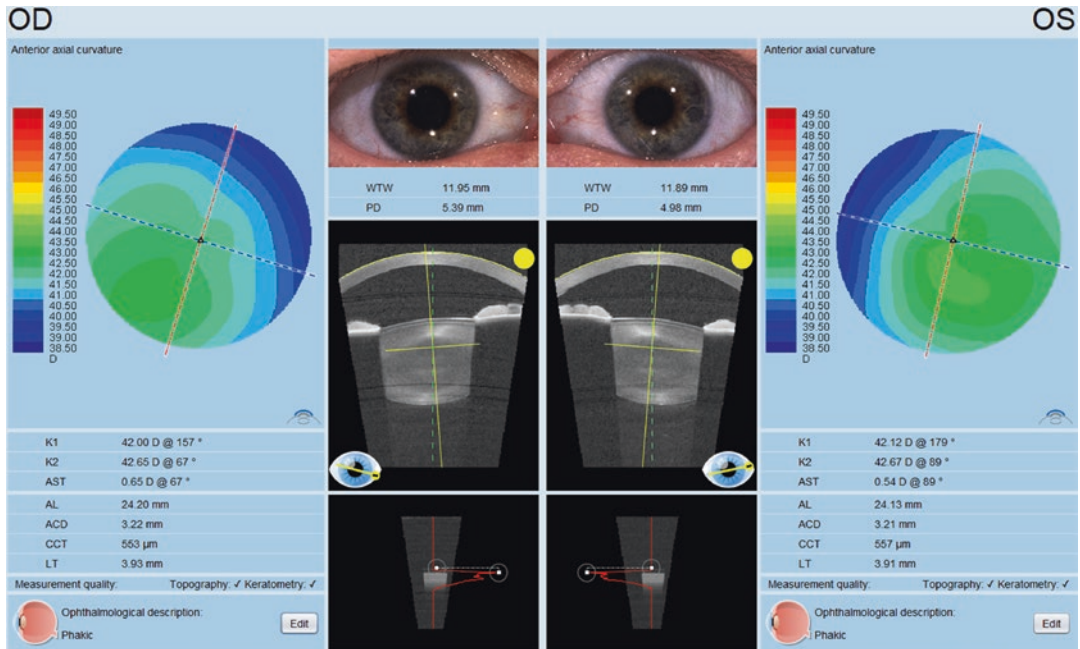 OD
OS
Anterior axial curvature
49.50
49.00
48.50
48.00
47.50
47.00
46.50
46.00
45.50
45.00
44.50
44.00
43.50
43.00
42.50
42.00
41.50
41.00
40.50
40.00
39.50
39.00
38.50
D
K1 42.00 D @ 157 °
K2 42.65 D @ 67 °
AST 0.65 D @ 67 °
AL 24.20 mm
ACD 3.22 mm
CCT 553 µm
LT 3.93 mm
Measurement quality: Topography: ✓ Keratometry: ✓
Ophthalmological description:
Phakic
Edit
WTW 11.95 mm
PD 5.39 mm
WTW 11.89 mm
PD 4.98 mm
Anterior axial curvature
49.50
49.00
48.50
48.00
47.50
47.00
46.50
46.00
45.50
45.00
44.50
44.00
43.50
43.00
42.50
42.00
41.50
41.00
40.50
40.00
39.50
39.00
38.50
D
K1 42.12 D @ 179 °
K2 42.67 D @ 89 °
AST 0.54 D @ 89 °
AL 24.13 mm
ACD 3.21 mm
CCT 557 µm
LT 3.91 mm
Measurement quality: Topography: ✓ Keratometry: ✓
Ophthalmological description:
Phakic
Edit